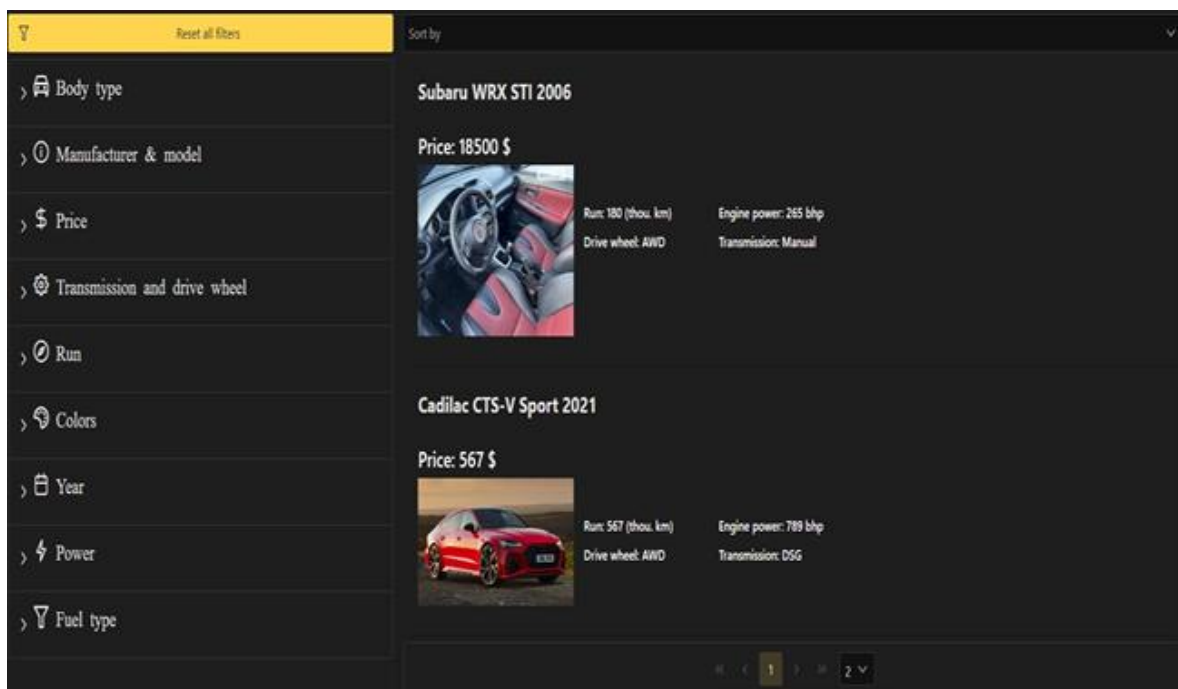 Reset all filters
Body type
Manufacturer & model
$ Price
Transmission and drive wheel
Run
Colors
Year
Power
Fuel type
Sort by
Subaru WRX STI 2006
Price: 18500 $
Run: 180 (thou. km) Engine power: 265 bhp
Drive wheel: AWD Transmission: Manual
Cadilac CTS-V Sport 2021
Price: 567 $
Run: 567 (thou. km) Engine power: 789 bhp
Drive wheel: AWD Transmission: DSG
« ‹ 1 › » 2